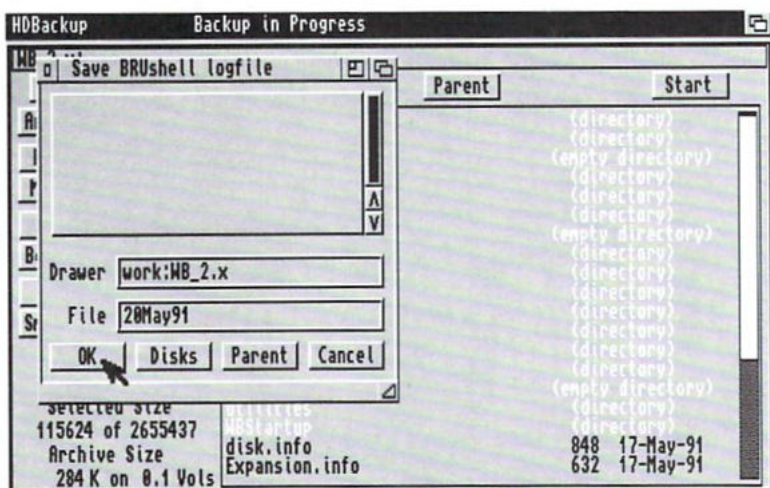 HDBackup Backup in Progress
Save BRUshell logfile
Parent Start
(directory)
(directory)
(empty directory)
(directory)
(directory)
(directory)
(empty directory)
(directory)
(directory)
(directory)
(directory)
(directory)
(directory)
(directory)
(empty directory)
Drawer work:WB_2.x
File 20May91
OK Disks Parent Cancel
Selected Size
115624 of 2655437
Archive Size
284 K on 0.1 Vols
Utilities (directory)
WBStartup (directory)
disk.info 848 17-May-91
Expansion.info 632 17-May-91